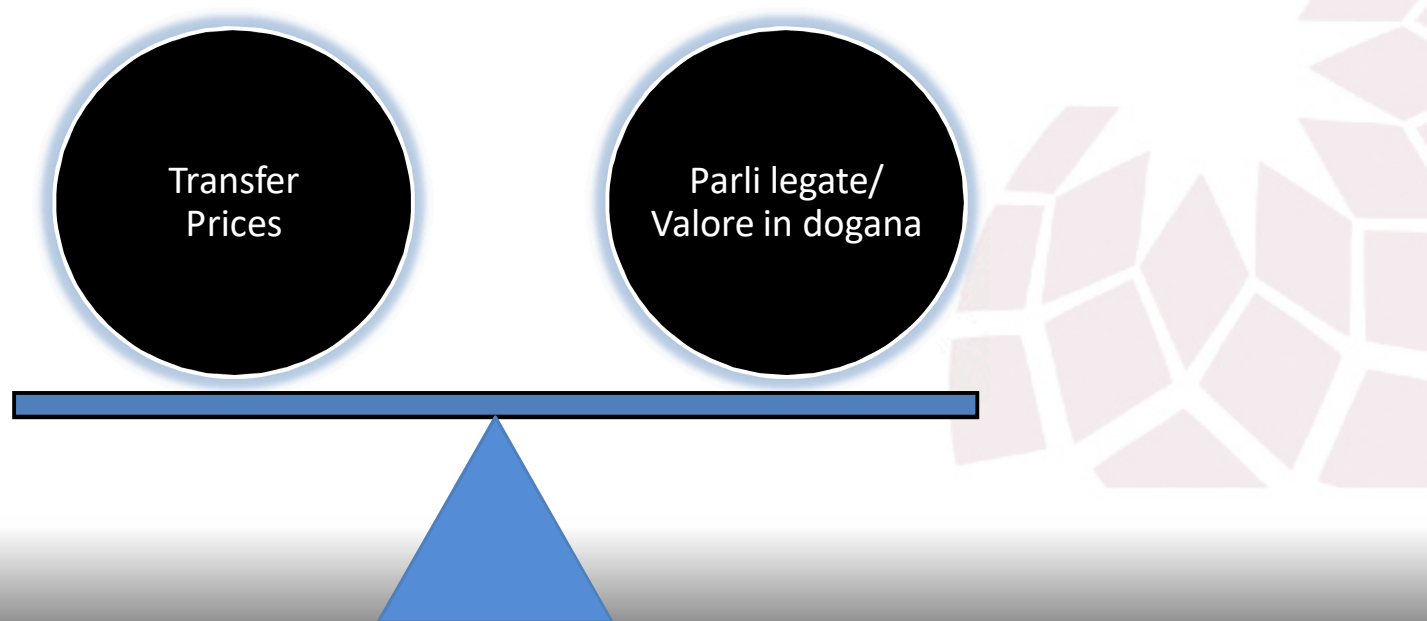 Transfer
Prices
Parli legate/
Valore in dogana